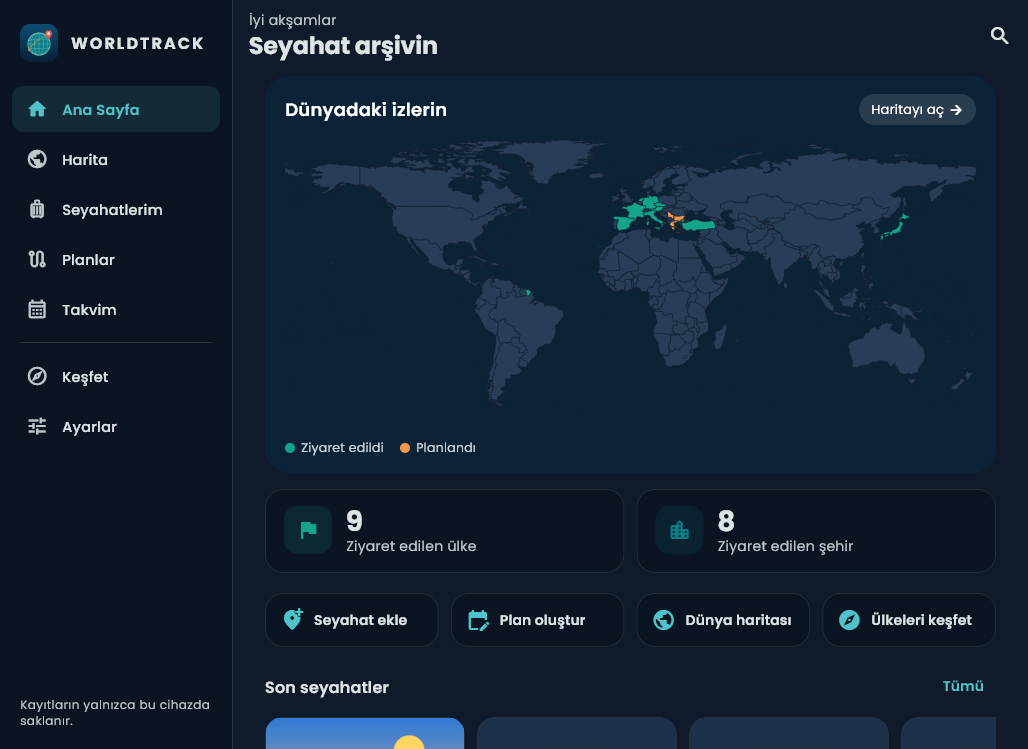 WORLDTRACK
Ana Sayfa
Harita
Seyahatlerim
Planlar
Takvim
Keşfet
Ayarlar
Kayıtların yalnızca bu cihazda
saklanır.
İyi akşamlar
Seyahat arşivin
Dünyadaki izlerin
Haritayı aç
Ziyaret edildi
Planlandı
9
Ziyaret edilen ülke
8
Ziyaret edilen şehir
Seyahat ekle
Plan oluştur
Dünya haritası
Ülkeleri keşfet
Son seyahatler
Tümü